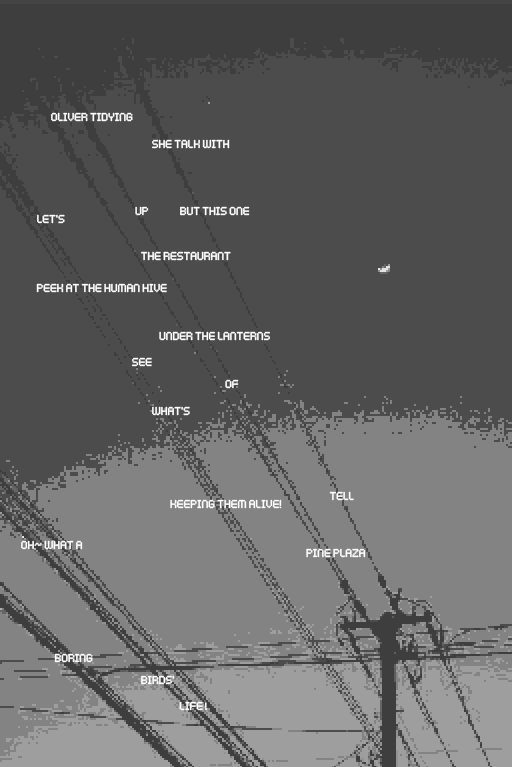 OLIVER TIDYING
SHE TALK WITH
UP BUT THIS ONE
LET'S
THE RESTAURANT
PEEK AT THE HUMAN HIVE
UNDER THE LANTERNS
SEE
OF
WHAT'S
TELL
KEEPING THEM ALIVE!
OH~ WHAT A
PINE PLAZA
BORING
BIRDS'
LIFE!